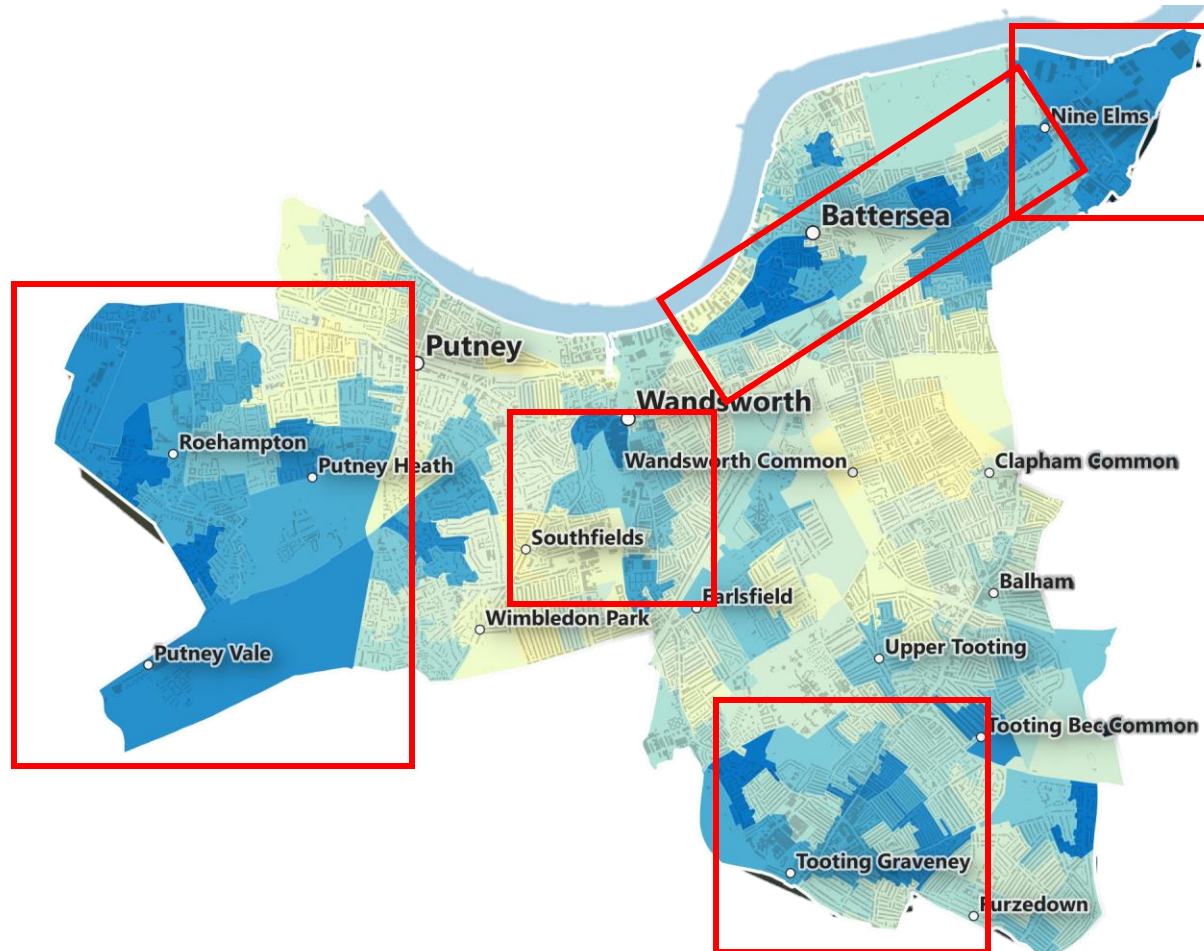 Nine Elms
Battersea
Putney
Wandsworth
Roehampton
Putney Heath
Wandsworth Common
Clapham Common
Southfields
Balham
Earlsfield
Wimbledon Park
Putney Vale
Upper Tooting
Tooting Bec Common
Tooting Graveney
Furzedown